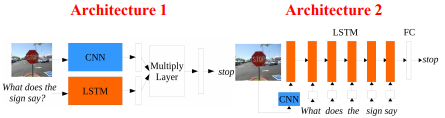 Architecture 1
CNN
What does the
sign say?
LSTM
Multiply
Layer
stop
Architecture 2
LSTM
FC
STOP
stop
CNN
What does the sign say